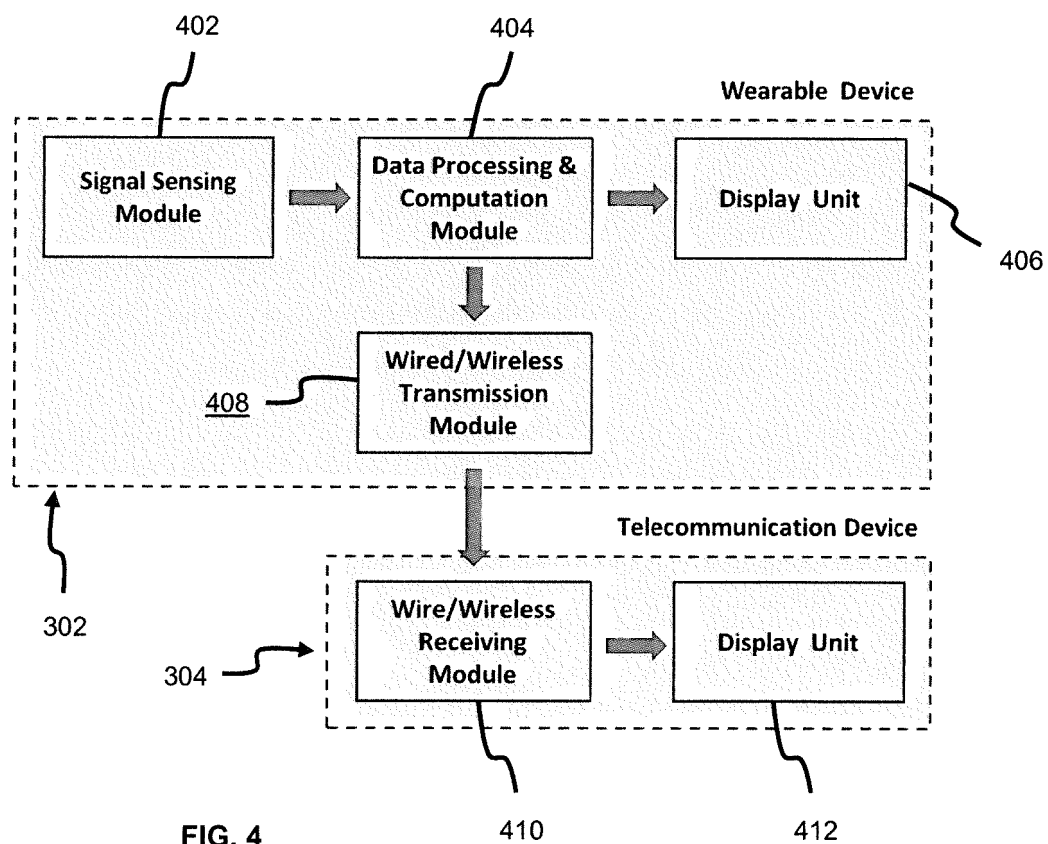 402
404
Wearable Device
Signal Sensing
Module
Data Processing &
Computation
Module
Display Unit
406
Wired/Wireless
Transmission
Module
408
Telecommunication Device
302
Wire/Wireless
Receiving
Module
Display Unit
304
FIG. 4
410
412